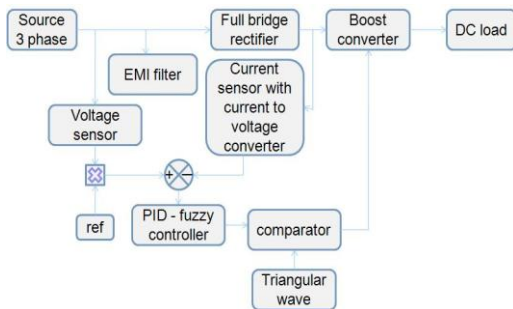 Source
3 phase
Full bridge
rectifier
Boost
converter
DC load
EMI filter
Current
sensor with
current to
voltage
converter
Voltage
sensor
+
−
ref
PID - fuzzy
controller
comparator
Triangular
wave